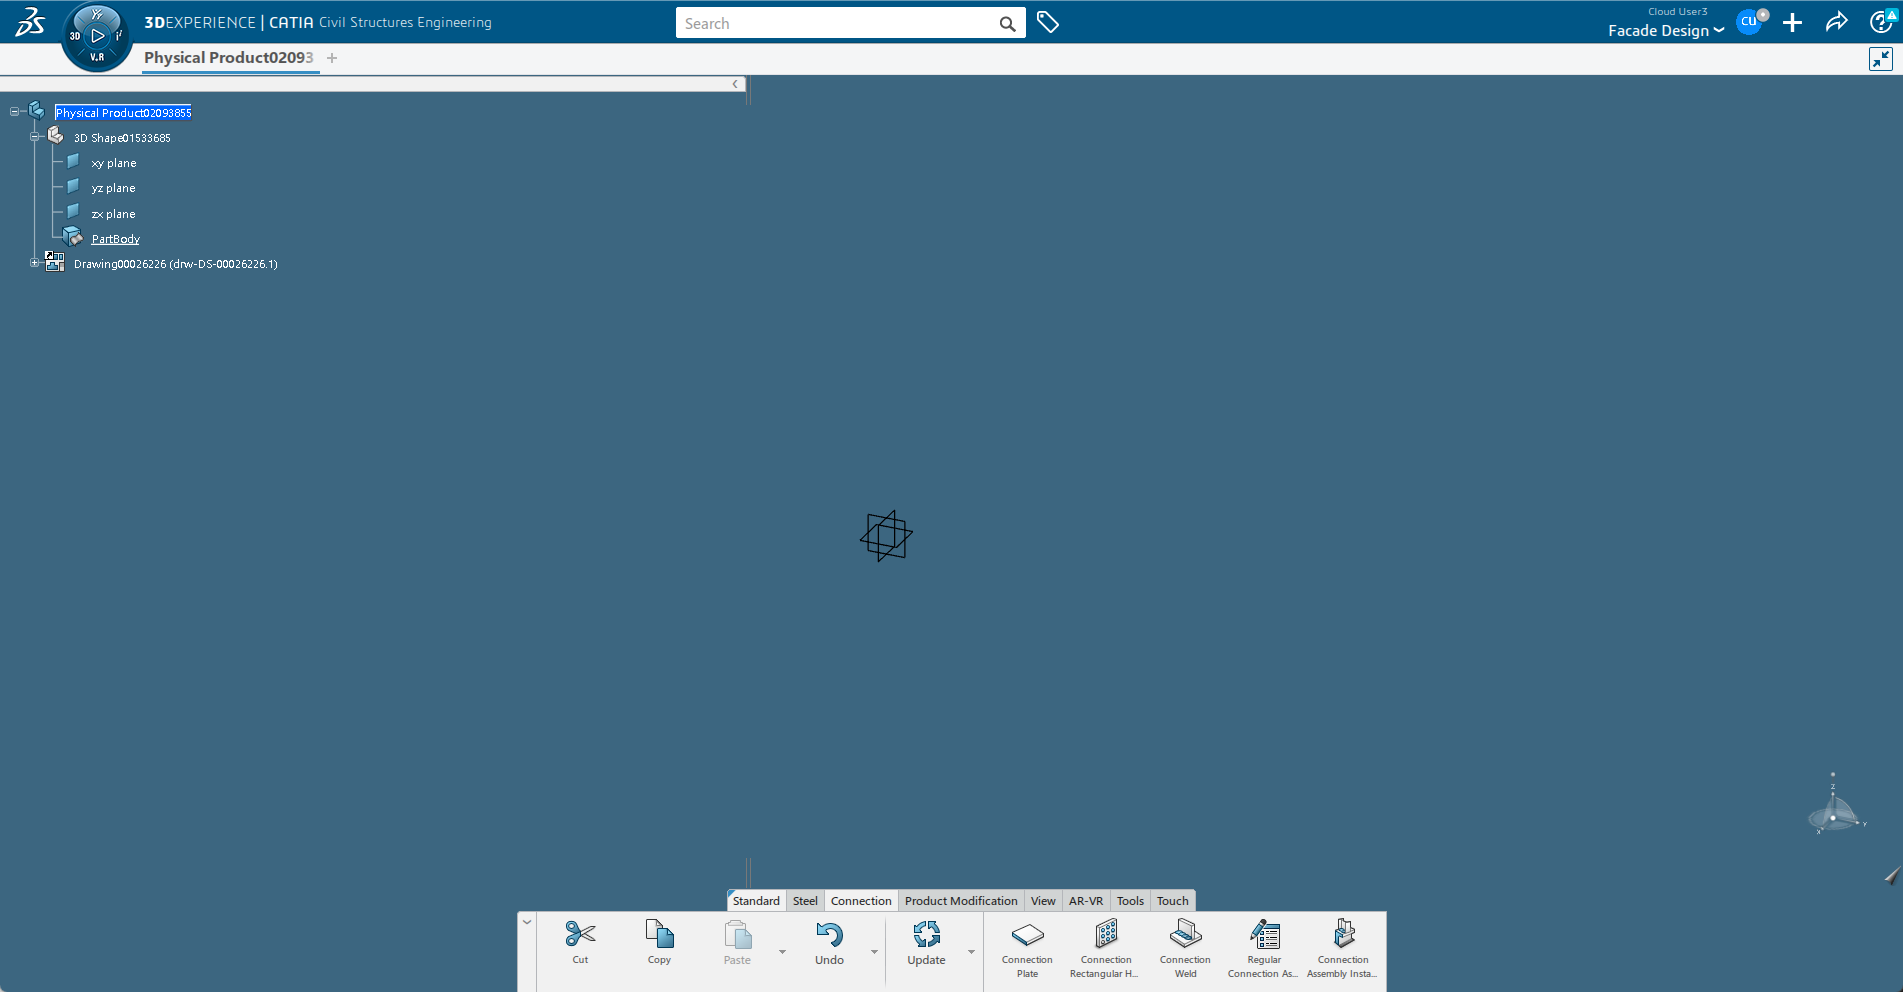 3DEXPERIENCE | CATIA Civil Structures Engineering
Search
Cloud User3
Facade Design
CU
3D
V.R
Physical Product02093
Physical Product02093855
3D Shape01533685
xy plane
yz plane
zx plane
PartBody
Drawing00026226 (drw-DS-00026226.1)
Z
Y
X
Standard Steel Connection Product Modification View AR-VR Tools Touch
Cut
Copy
Paste
Undo
Update
Connection
Plate
Connection
Rectangular H...
Connection
Weld
Regular
Connection As...
Connection
Assembly Insta...